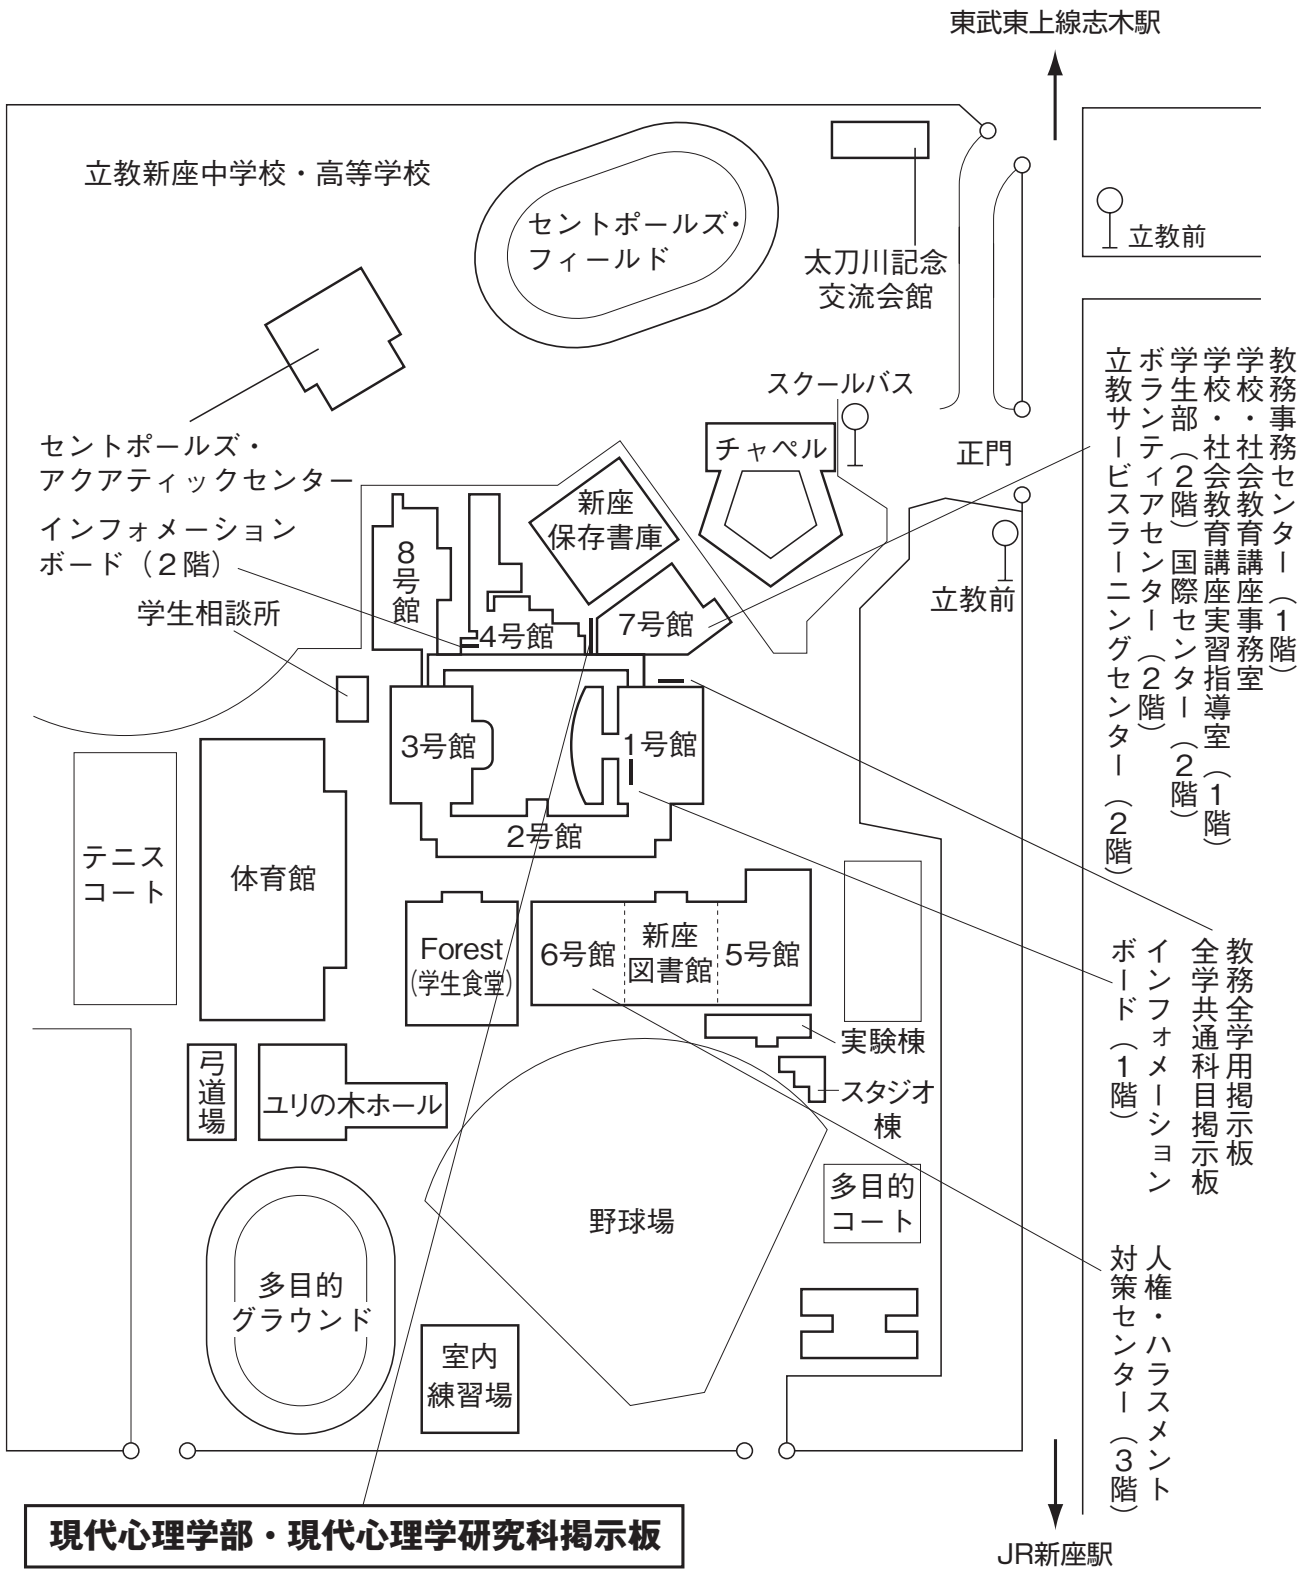 東武東上線志木駅
立教新座中学校・高等学校
セントポールズ・
フィールド
太刀川記念
交流会館
立教前
スクールバス
チャペル
正門
立教前
セントポールズ・
アクアティックセンター
インフォメーション
ボード（２階）
学生相談所
新座
保存書庫
8号館
4号館
7号館
3号館
1号館
2号館
テニス
コート
体育館
Forest
(学生食堂)
6号館
新座
図書館
5号館
実験棟
スタジオ
棟
弓道場
ユリの木ホール
野球場
多目的
コート
多目的
グラウンド
室内
練習場
教務事務センター（１階）
学校・社会教育講座事務室
学校・社会教育講座実習指導室（１階）
学生部（２階）国際センター（２階）
ボランティアセンター（２階）
立教サービスラーニングセンター（２階）
教務全学用掲示板
全学共通科目掲示板
インフォメーション
ボード（１階）
人権・ハラスメント
対策センター（３階）
現代心理学部・現代心理学研究科掲示板
JR新座駅